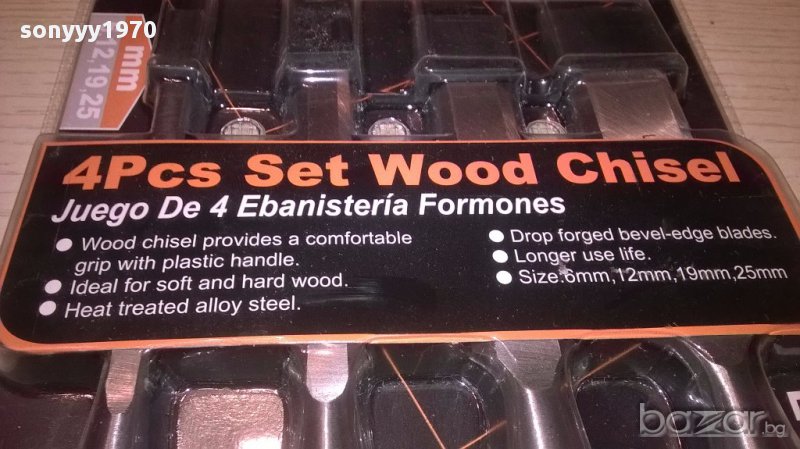 sonyyy1970
mm
12,19,25
4Pcs Set Wood Chisel
Juego De 4 Ebanistería Formones
Wood chisel provides a comfortable
grip with plastic handle.
Ideal for soft and hard wood.
Heat treated alloy steel.
Drop forged bevel-edge blades.
Longer use life.
Size:6mm,12mm,19mm,25mm
bazar.bg